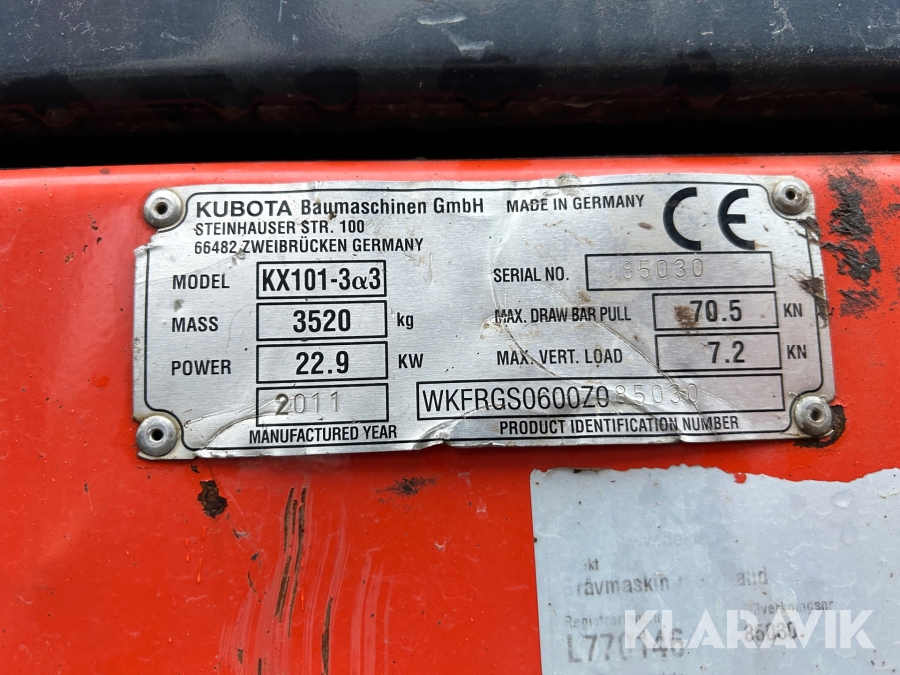 KUBOTA Baumaschinen GmbH MADE IN GERMANY CE
STEINHAUSER STR. 100
66482 ZWEIBRÜCKEN GERMANY
MODEL KX101-3α3 SERIAL NO. 85030
MASS 3520 kg MAX. DRAW BAR PULL 70.5 KN
POWER 22.9 KW MAX. VERT. LOAD 7.2 KN
2011 WKFRGS0600Z085030
MANUFACTURED YEAR PRODUCT IDENTIFICATION NUMBER
85030
KLARAVIK